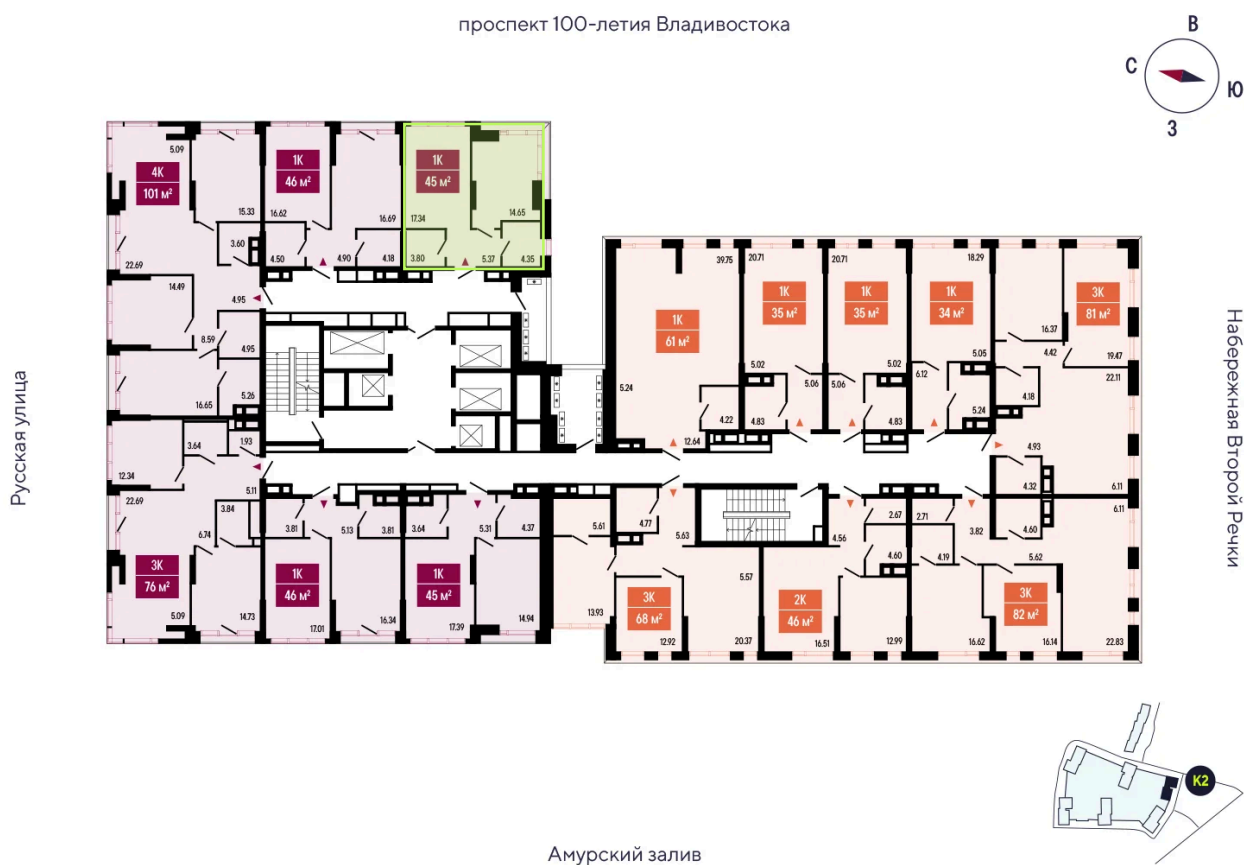 проспект 100-летия Владивостока
В
С
Ю
З
Русская улица
Набережная Второй Речки
Амурский залив
К2
5.09
4К
101 м²
15.33
3.60
22.69
14.49
4.95
8.59
4.95
16.65
5.26
1К
46 м²
16.62
16.69
4.50
4.90
4.18
1К
45 м²
17.34
14.65
3.80
5.37
4.35
3.64
1.93
12.34
22.69
5.11
3.84
6.74
3К
76 м²
5.09
14.73
3.81
5.13
3.81
1К
46 м²
17.01
16.34
3.64
5.31
4.37
1К
45 м²
17.39
14.94
39.75
1К
61 м²
5.24
4.22
12.64
20.71
1К
35 м²
5.02
5.06
4.83
20.71
1К
35 м²
5.02
5.06
4.83
18.29
1К
34 м²
5.05
6.12
5.24
3К
81 м²
16.37
19.47
4.42
22.11
4.18
4.93
4.32
6.11
5.61
4.77
5.63
5.57
13.93
3К
68 м²
12.92
20.37
2.67
4.56
4.60
2К
46 м²
16.51
12.99
2.71
3.82
4.60
6.11
4.19
5.62
3К
82 м²
16.62
16.14
22.83